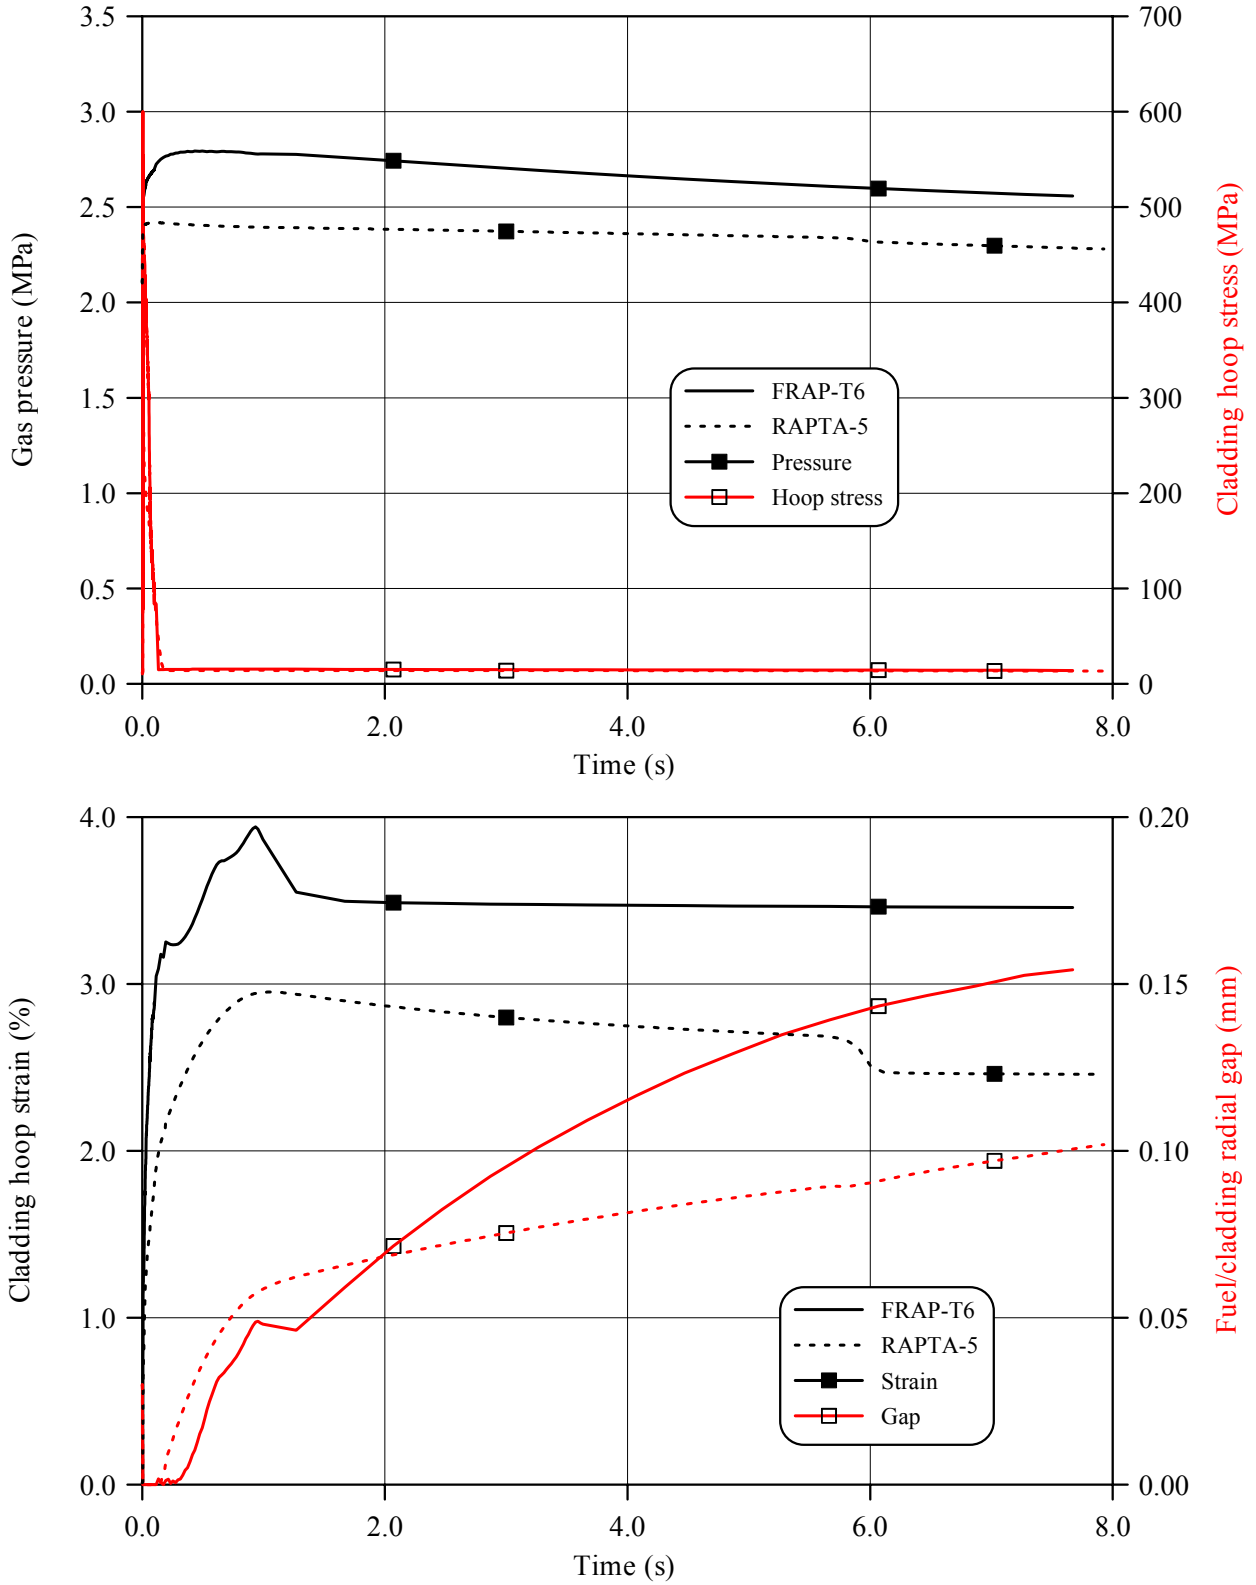 3.5
3.0
2.5
2.0
1.5
1.0
0.5
0.0
Gas pressure (MPa)
700
600
500
400
300
200
100
0
Cladding hoop stress (MPa)
FRAP-T6
RAPTA-5
Pressure
Hoop stress
0.0 2.0 4.0 6.0 8.0
Time (s)
4.0
3.0
2.0
1.0
0.0
Cladding hoop strain (%)
0.20
0.15
0.10
0.05
0.00
Fuel/cladding radial gap (mm)
FRAP-T6
RAPTA-5
Strain
Gap
0.0 2.0 4.0 6.0 8.0
Time (s)